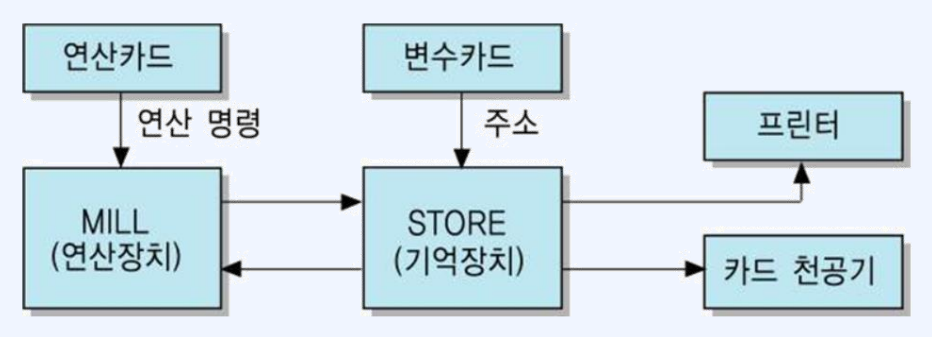 연산카드
변수카드
연산 명령
주소
프린터
MILL
(연산장치)
STORE
(기억장치)
카드 천공기